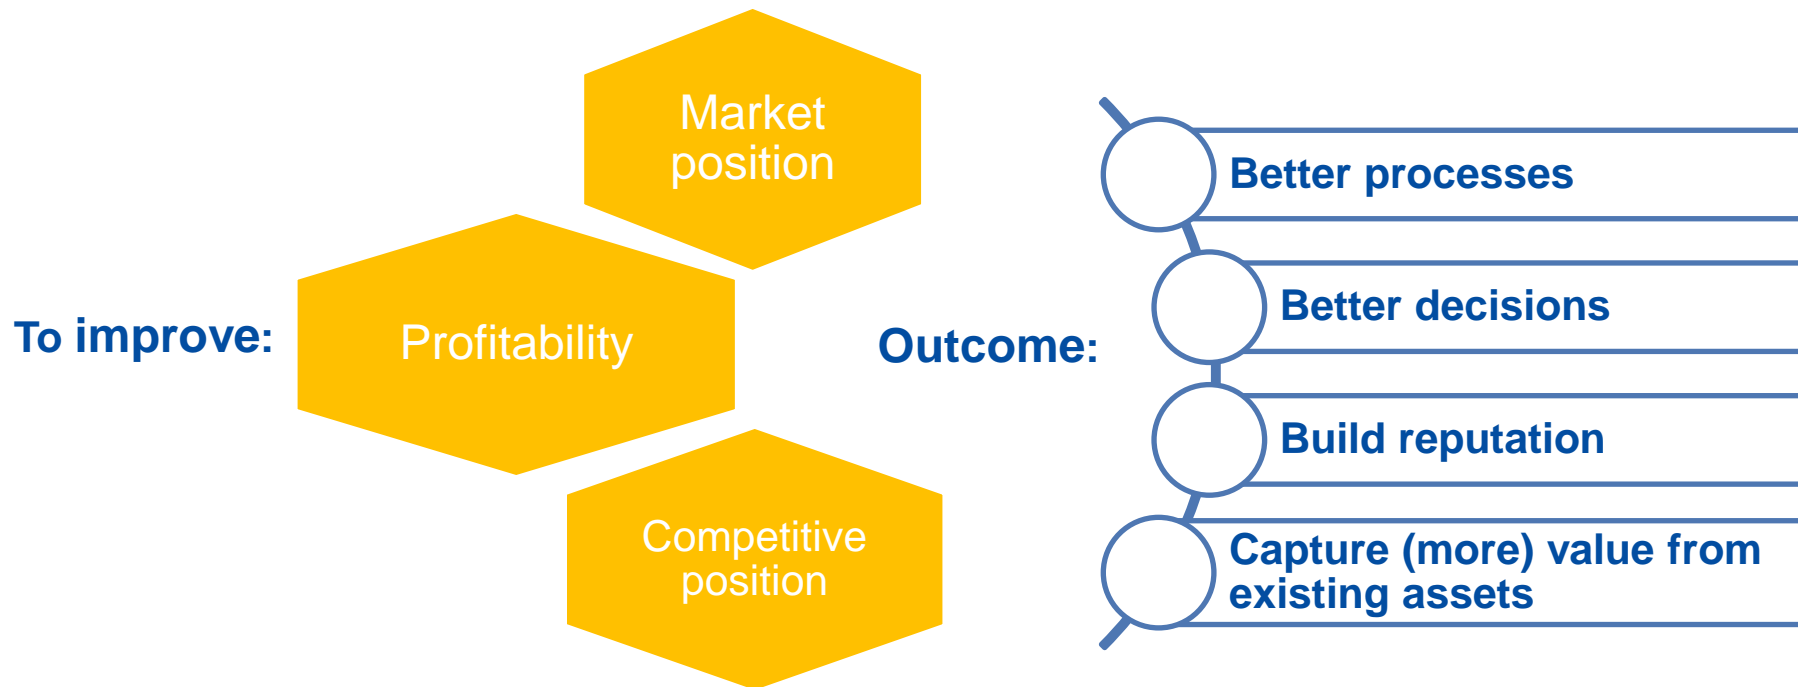 To improve:
Market
position
Profitability
Competitive
position
Outcome:
Better processes
Better decisions
Build reputation
Capture (more) value from
existing assets